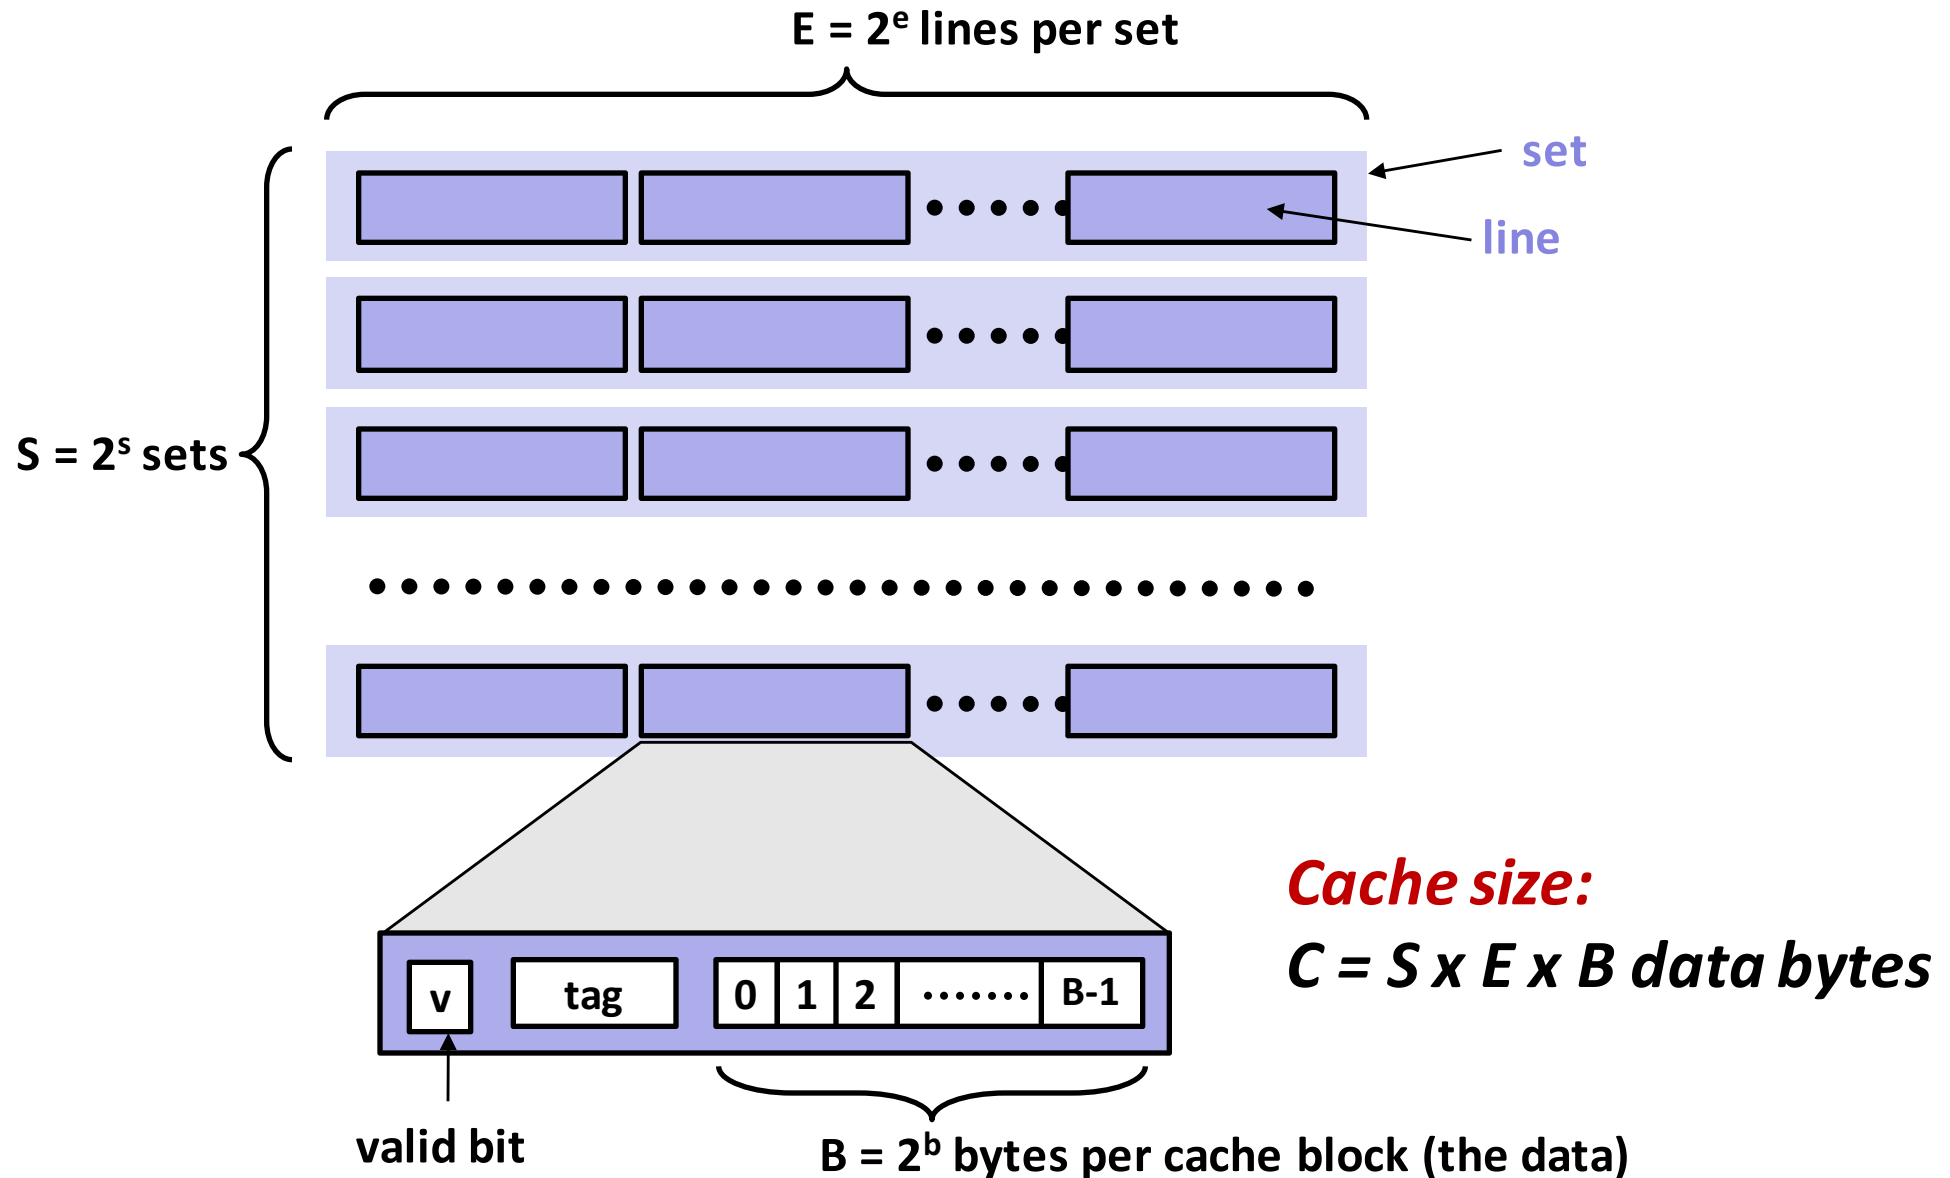 E = 2ᵉ lines per set
set
line
S = 2ˢ sets
Cache size:
C = S x E x B data bytes
v
tag
0
1
2
B-1
valid bit
B = 2ᵇ bytes per cache block (the data)